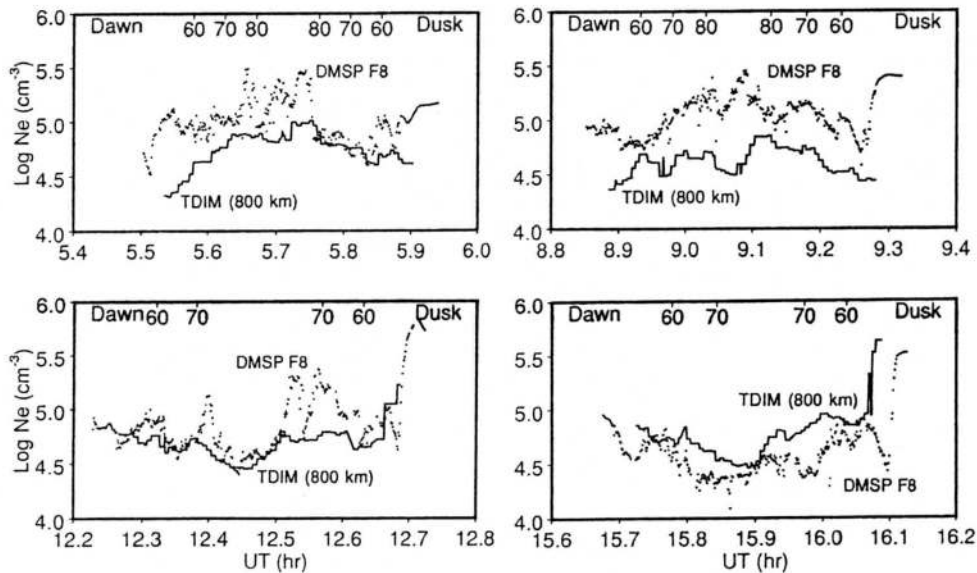 Dawn 60 70 80 80 70 60 Dusk
6.0
5.5
5.0
4.5
4.0
Log Ne (cm⁻³)
DMSP F8
TDIM (800 km)
5.4 5.5 5.6 5.7 5.8 5.9 6.0
Dawn 60 70 80 80 70 60 Dusk
6.0
5.5
5.0
4.5
4.0
DMSP F8
TDIM (800 km)
8.8 8.9 9.0 9.1 9.2 9.3 9.4
Dawn 60 70 70 60 Dusk
6.0
5.5
5.0
4.5
4.0
Log Ne (cm⁻³)
DMSP F8
TDIM (800 km)
12.2 12.3 12.4 12.5 12.6 12.7 12.8
UT (hr)
Dawn 60 70 70 60 Dusk
6.0
5.5
5.0
4.5
4.0
TDIM (800 km)
DMSP F8
15.6 15.7 15.8 15.9 16.0 16.1 16.2
UT (hr)